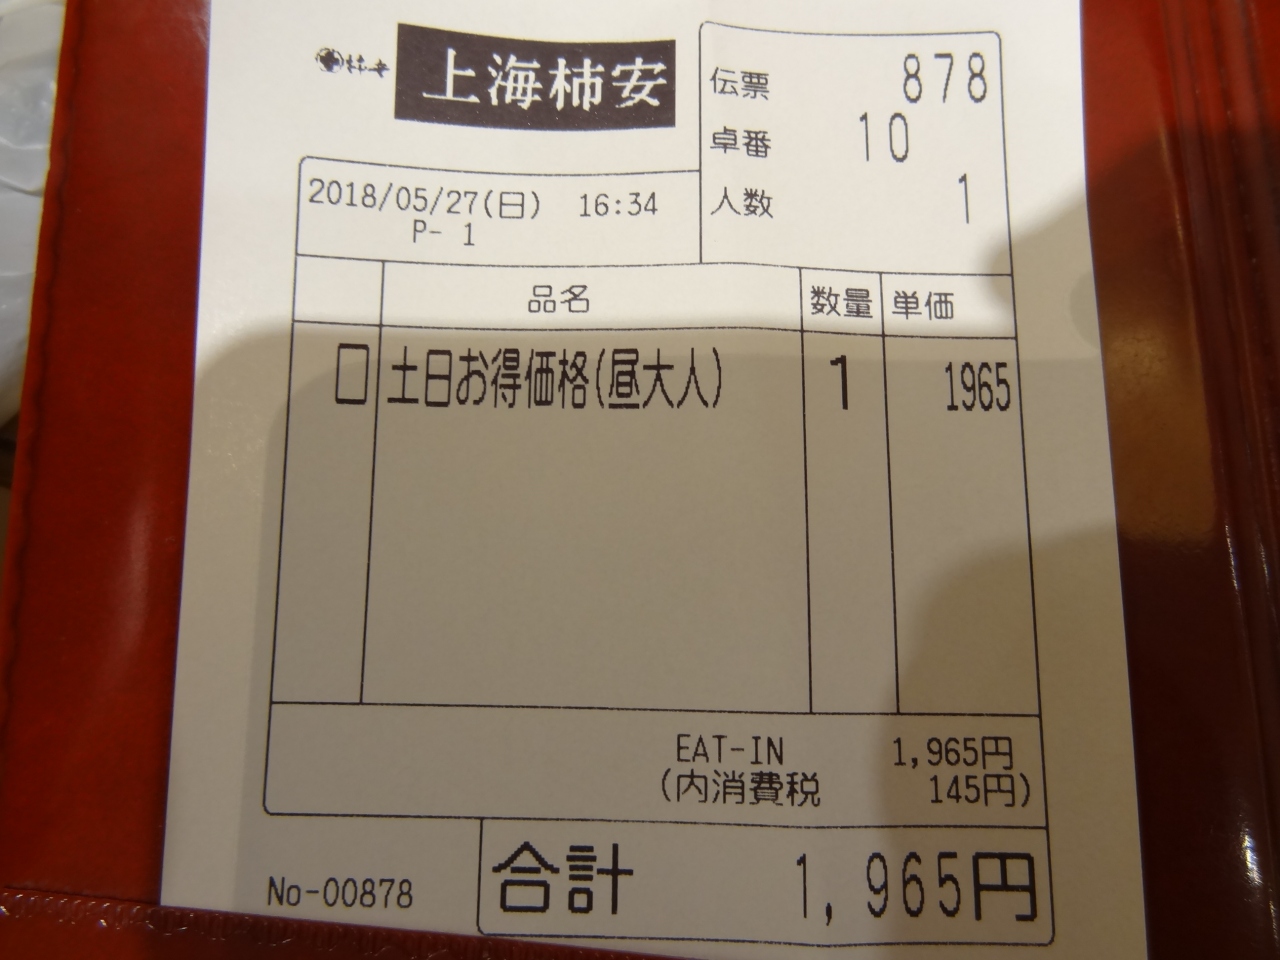 柿安 上海柿安
伝票 878
卓番 10
人数 1
2018/05/27(日) 16:34
P- 1
品名 数量 単価
土日お得価格(昼大人) 1 1965
EAT-IN 1,965円
(内消費税 145円)
No-00878 合計 1,965円